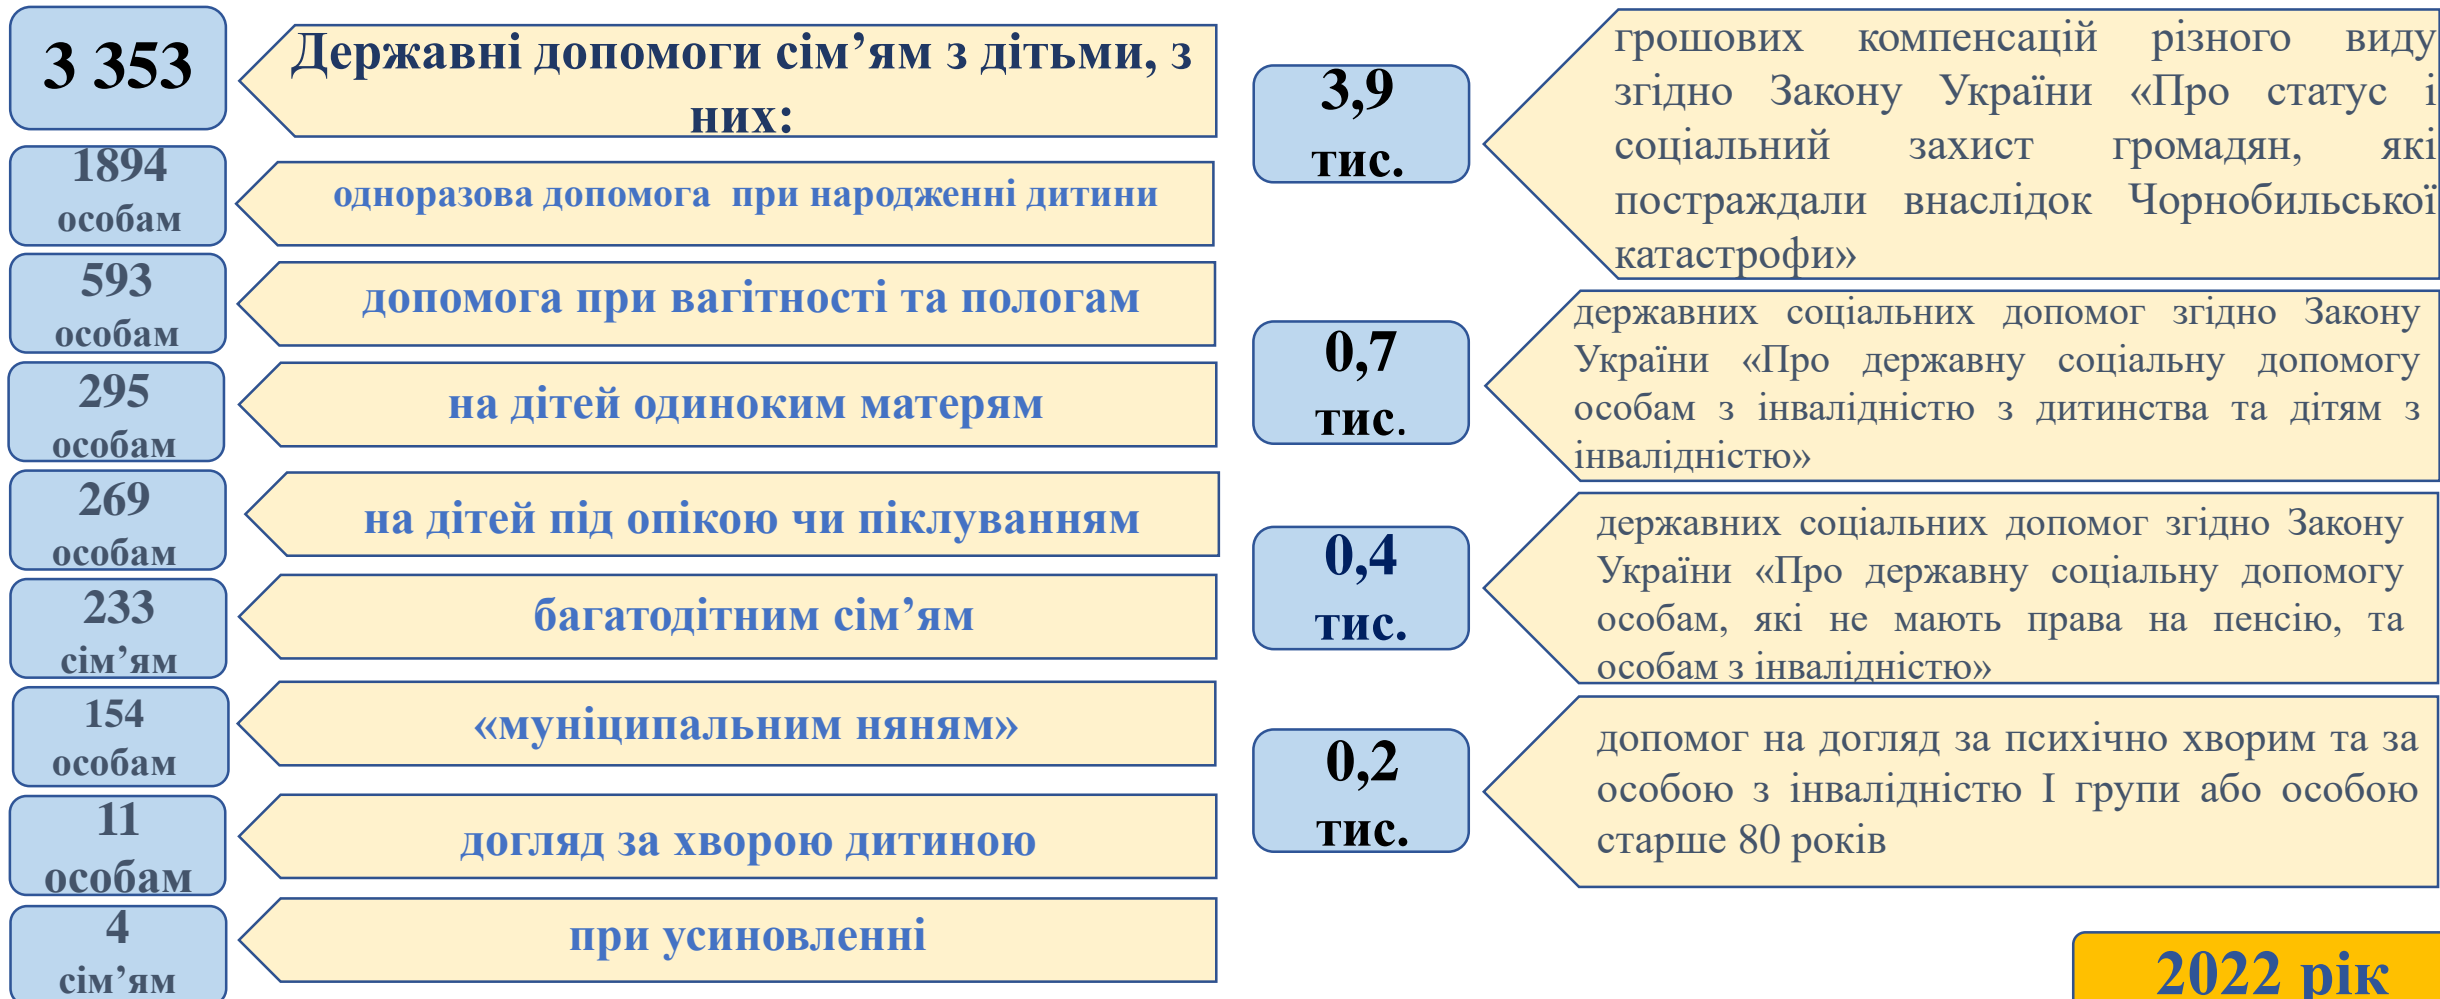 3 353
Державні допомоги сім’ям з дітьми, з
них:
1894
особам
одноразова допомога при народженні дитини
593
особам
допомога при вагітності та пологам
295
особам
на дітей одиноким матерям
269
особам
на дітей під опікою чи піклуванням
233
сім’ям
багатодітним сім’ям
154
особам
«муніципальним няням»
11
особам
догляд за хворою дитиною
4
сім’ям
при усиновленні
3,9
тис.
грошових компенсацій різного виду
згідно Закону України «Про статус і
соціальний захист громадян, які
постраждали внаслідок Чорнобильської
катастрофи»
0,7
тис.
державних соціальних допомог згідно Закону
України «Про державну соціальну допомогу
особам з інвалідністю з дитинства та дітям з
інвалідністю»
0,4
тис.
державних соціальних допомог згідно Закону
України «Про державну соціальну допомогу
особам, які не мають права на пенсію, та
особам з інвалідністю»
0,2
тис.
допомог на догляд за психічно хворим та за
особою з інвалідністю І групи або особою
старше 80 років
2022 рік